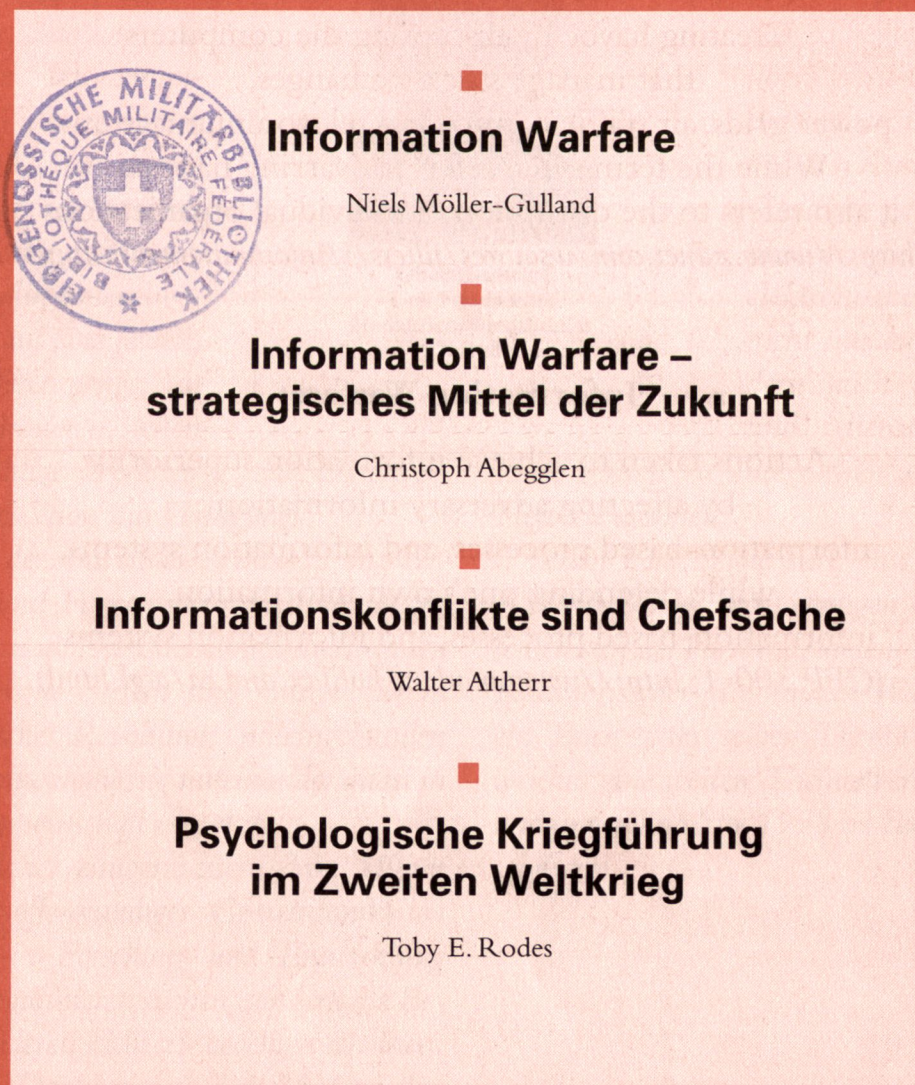 EIDGENÖSSISCHE MILITÄRBIBLIOTHEK
BIBLIOTHÈQUE MILITAIRE FÉDÉRALE
Information Warfare
Niels Möller-Gulland
Information Warfare –
strategisches Mittel der Zukunft
Christoph Abegglen
Informationskonflikte sind Chefsache
Walter Altherr
Psychologische Kriegführung
im Zweiten Weltkrieg
Toby E. Rodes